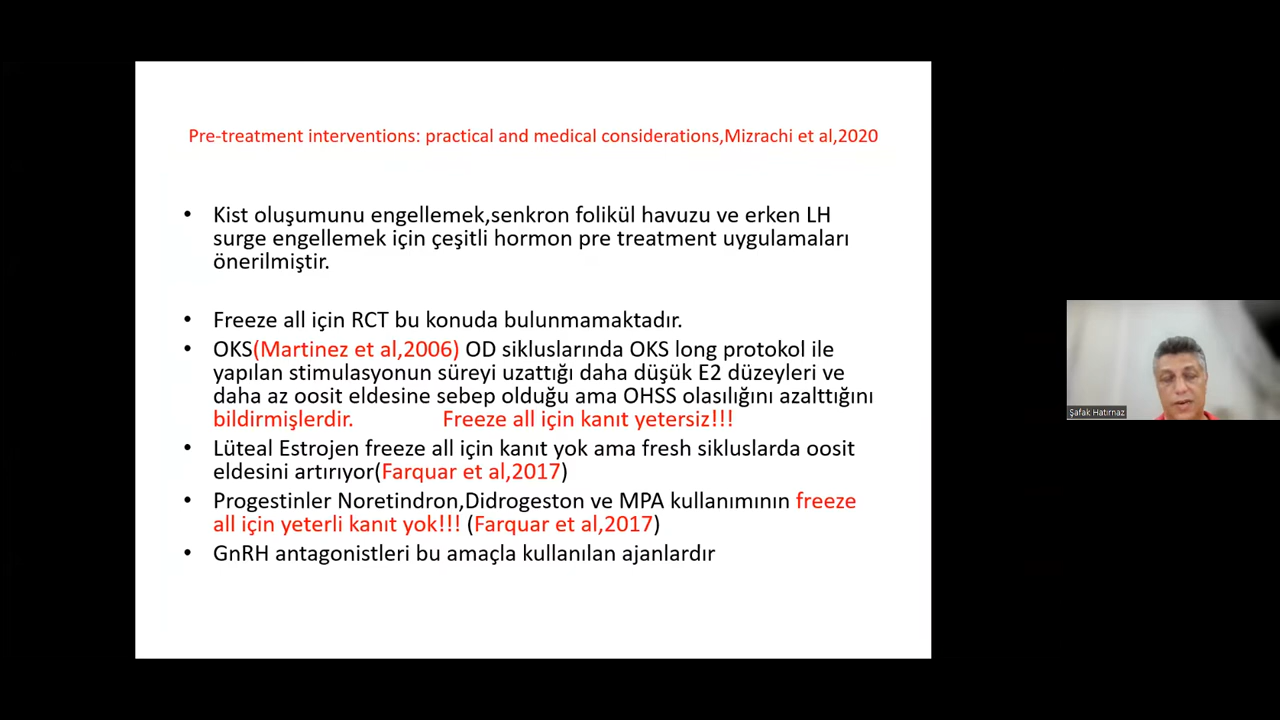 Pre-treatment interventions: practical and medical considerations,Mizrachi et al,2020
• Kist oluşumunu engellemek,senkron folikül havuzu ve erken LH
surge engellemek için çeşitli hormon pre treatment uygulamaları
önerilmiştir.
• Freeze all için RCT bu konuda bulunmamaktadır.
• OKS(Martinez et al,2006) OD sikluslarında OKS long protokol ile
yapılan stimulasyonun süreyi uzattığı daha düşük E2 düzeyleri ve
daha az oosit eldesine sebep olduğu ama OHSS olasılığını azalttığını
bildirmişlerdir. Freeze all için kanıt yetersiz!!!
• Lüteal Estrojen freeze all için kanıt yok ama fresh sikluslarda oosit
eldesini artırıyor(Farquar et al,2017)
• Progestinler Noretindron,Didrogeston ve MPA kullanımının freeze
all için yeterli kanıt yok!!! (Farquar et al,2017)
• GnRH antagonistleri bu amaçla kullanılan ajanlardır
Şafak Hatırnaz